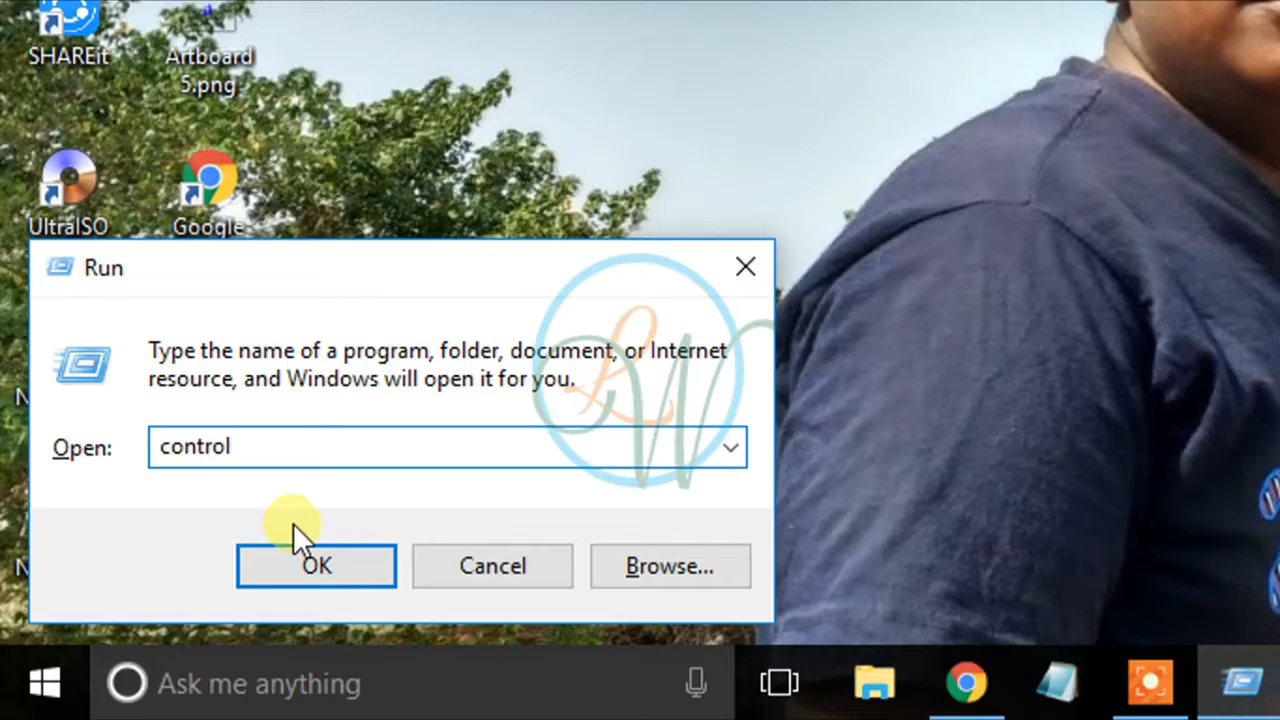 SHAREit
Artboard
5.png
UltraISO
Google
Run
Type the name of a program, folder, document, or Internet
resource, and Windows will open it for you.
Open:
control
OK
Cancel
Browse...
Ask me anything
LW